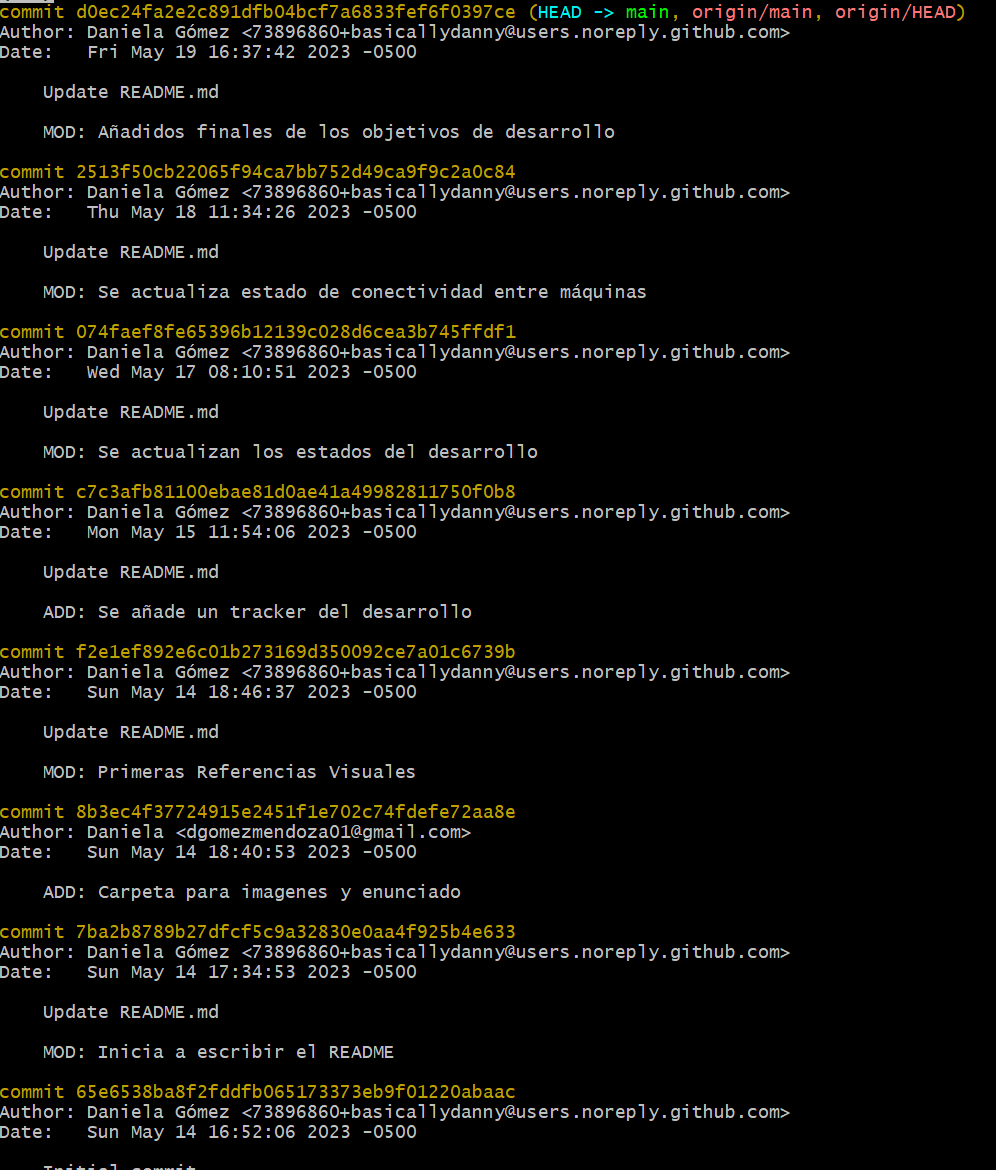 commit d0ec24fa2e2c891dfb04bcf7a6833fef6f0397ce (HEAD -> main, origin/main, origin/HEAD)
Author: Daniela Gómez <73896860+basicallydanny@users.noreply.github.com>
Date:   Fri May 19 16:37:42 2023 -0500
Update README.md
MOD: Añadidos finales de los objetivos de desarrollo
commit 2513f50cb22065f94ca7bb752d49ca9f9c2a0c84
Author: Daniela Gómez <73896860+basicallydanny@users.noreply.github.com>
Date:   Thu May 18 11:34:26 2023 -0500
Update README.md
MOD: Se actualiza estado de conectividad entre máquinas
commit 074faef8fe65396b12139c028d6cea3b745ffdf1
Author: Daniela Gómez <73896860+basicallydanny@users.noreply.github.com>
Date:   Wed May 17 08:10:51 2023 -0500
Update README.md
MOD: Se actualizan los estados del desarrollo
commit c7c3afb81100ebae81d0ae41a49982811750f0b8
Author: Daniela Gómez <73896860+basicallydanny@users.noreply.github.com>
Date:   Mon May 15 11:54:06 2023 -0500
Update README.md
ADD: Se añade un tracker del desarrollo
commit f2e1ef892e6c01b273169d350092ce7a01c6739b
Author: Daniela Gómez <73896860+basicallydanny@users.noreply.github.com>
Date:   Sun May 14 18:46:37 2023 -0500
Update README.md
MOD: Primeras Referencias Visuales
commit 8b3ec4f37724915e2451f1e702c74fdefe72aa8e
Author: Daniela <dgomezmendoza01@gmail.com>
Date:   Sun May 14 18:40:53 2023 -0500
ADD: Carpeta para imagenes y enunciado
commit 7ba2b8789b27dfcf5c9a32830e0aa4f925b4e633
Author: Daniela Gómez <73896860+basicallydanny@users.noreply.github.com>
Date:   Sun May 14 17:34:53 2023 -0500
Update README.md
MOD: Inicia a escribir el README
commit 65e6538ba8f2fddfb065173373eb9f01220abaac
Author: Daniela Gómez <73896860+basicallydanny@users.noreply.github.com>
Date:   Sun May 14 16:52:06 2023 -0500
Initial commit